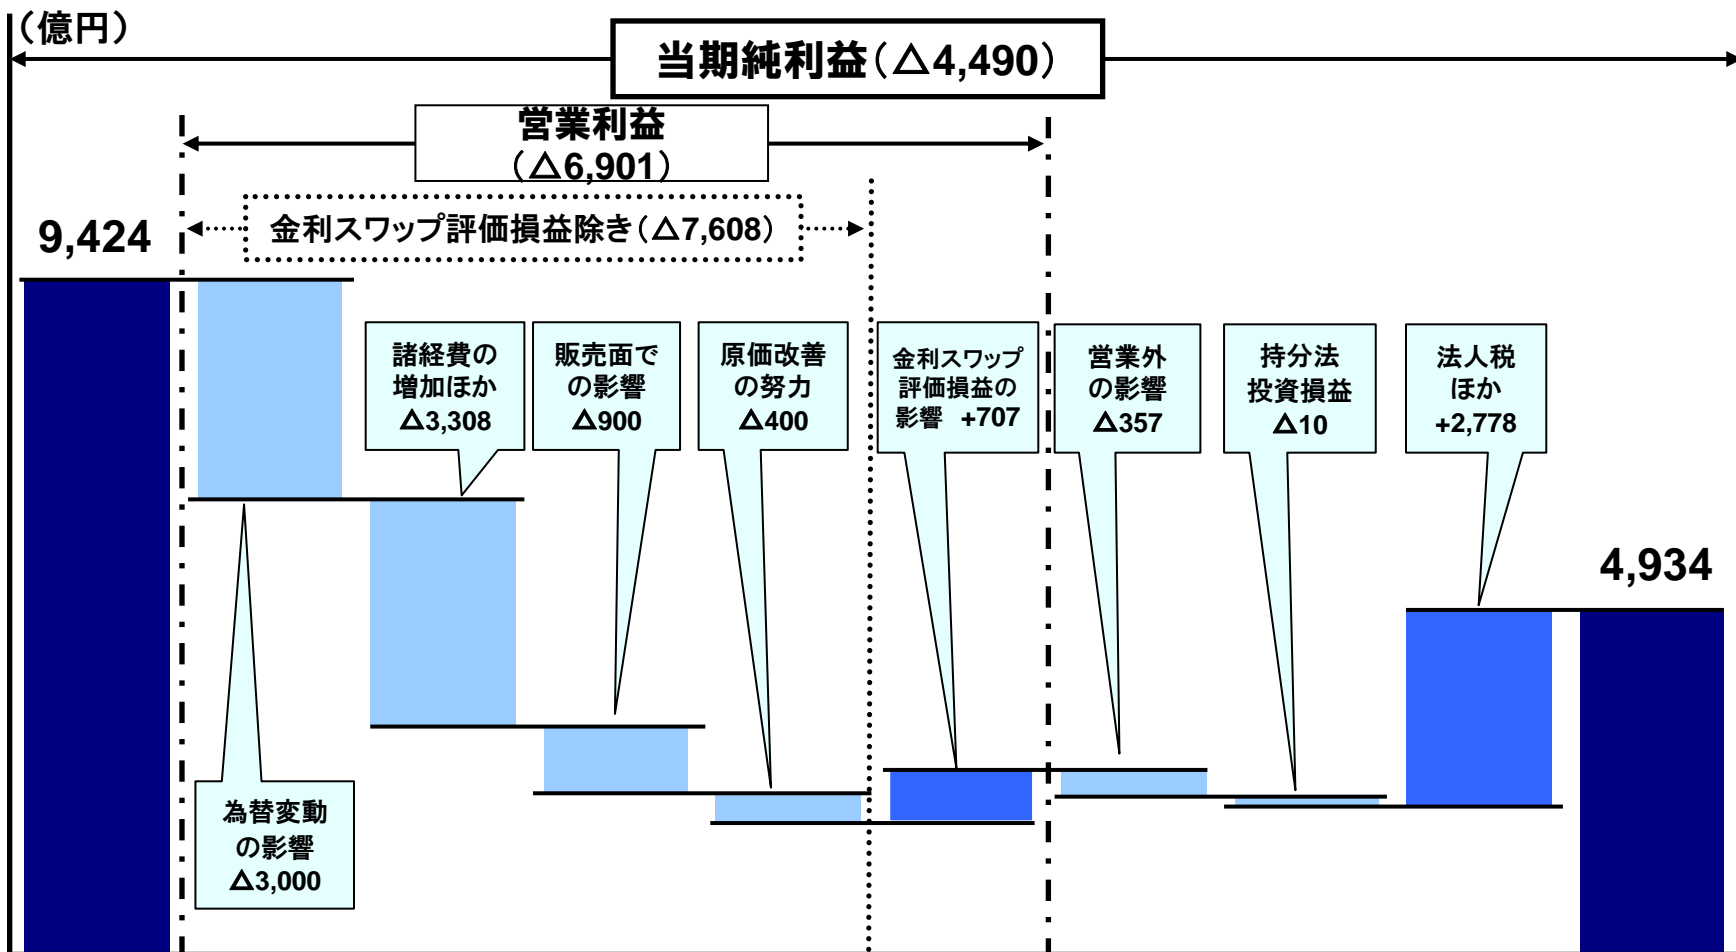 （億円）
当期純利益（△4,490）
営業利益
（△6,901）
金利スワップ評価損益除き（△7,608）
9,424
諸経費の
増加ほか
△3,308
販売面で
の影響
△900
原価改善
の努力
△400
金利スワップ
評価損益の
影響 +707
営業外
の影響
△357
持分法
投資損益
△10
法人税
ほか
+2,778
4,934
為替変動
の影響
△3,000